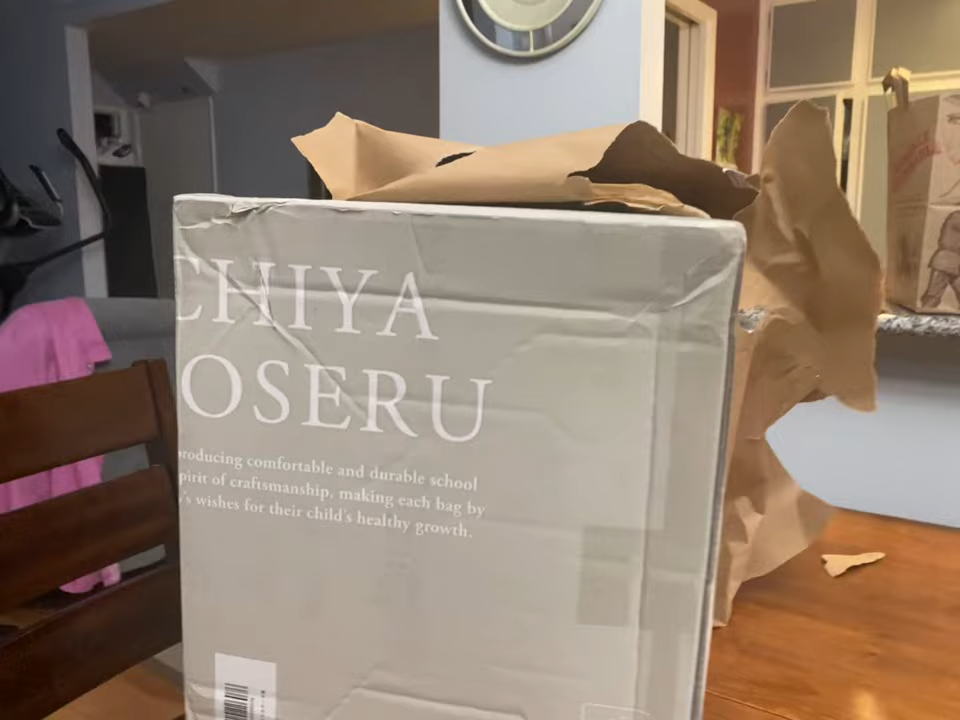 CHIYA
OSERU
roducing comfortable and durable school
pirit of craftsmanship, making each bag by
's wishes for their child's healthy growth.